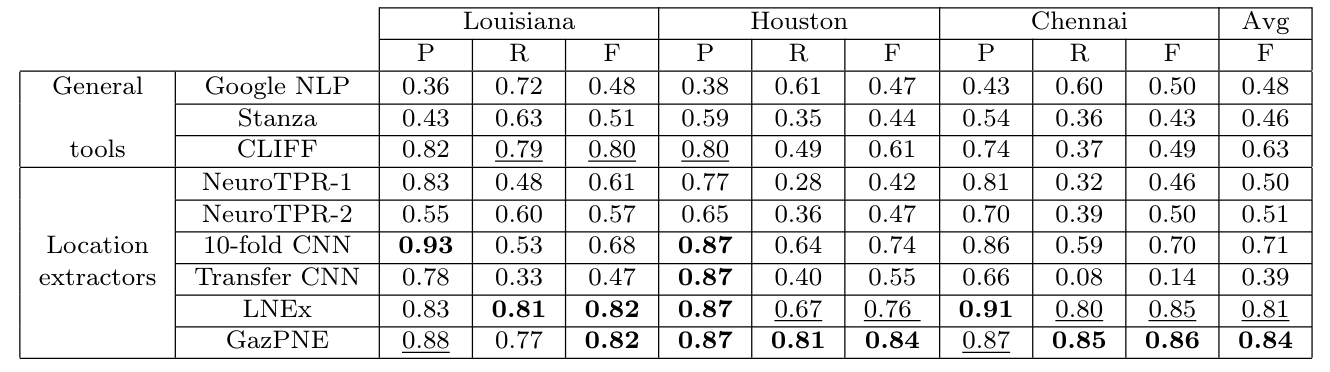 Louisiana Houston Chennai Avg
P R F P R F P R F F
General Google NLP 0.36 0.72 0.48 0.38 0.61 0.47 0.43 0.60 0.50 0.48
Stanza 0.43 0.63 0.51 0.59 0.35 0.44 0.54 0.36 0.43 0.46
tools CLIFF 0.82 0.79 0.80 0.80 0.49 0.61 0.74 0.37 0.49 0.63
NeuroTPR-1 0.83 0.48 0.61 0.77 0.28 0.42 0.81 0.32 0.46 0.50
NeuroTPR-2 0.55 0.60 0.57 0.65 0.36 0.47 0.70 0.39 0.50 0.51
Location 10-fold CNN 0.93 0.53 0.68 0.87 0.64 0.74 0.86 0.59 0.70 0.71
extractors Transfer CNN 0.78 0.33 0.47 0.87 0.40 0.55 0.66 0.08 0.14 0.39
LNEx 0.83 0.81 0.82 0.87 0.67 0.76 0.91 0.80 0.85 0.81
GazPNE 0.88 0.77 0.82 0.87 0.81 0.84 0.87 0.85 0.86 0.84